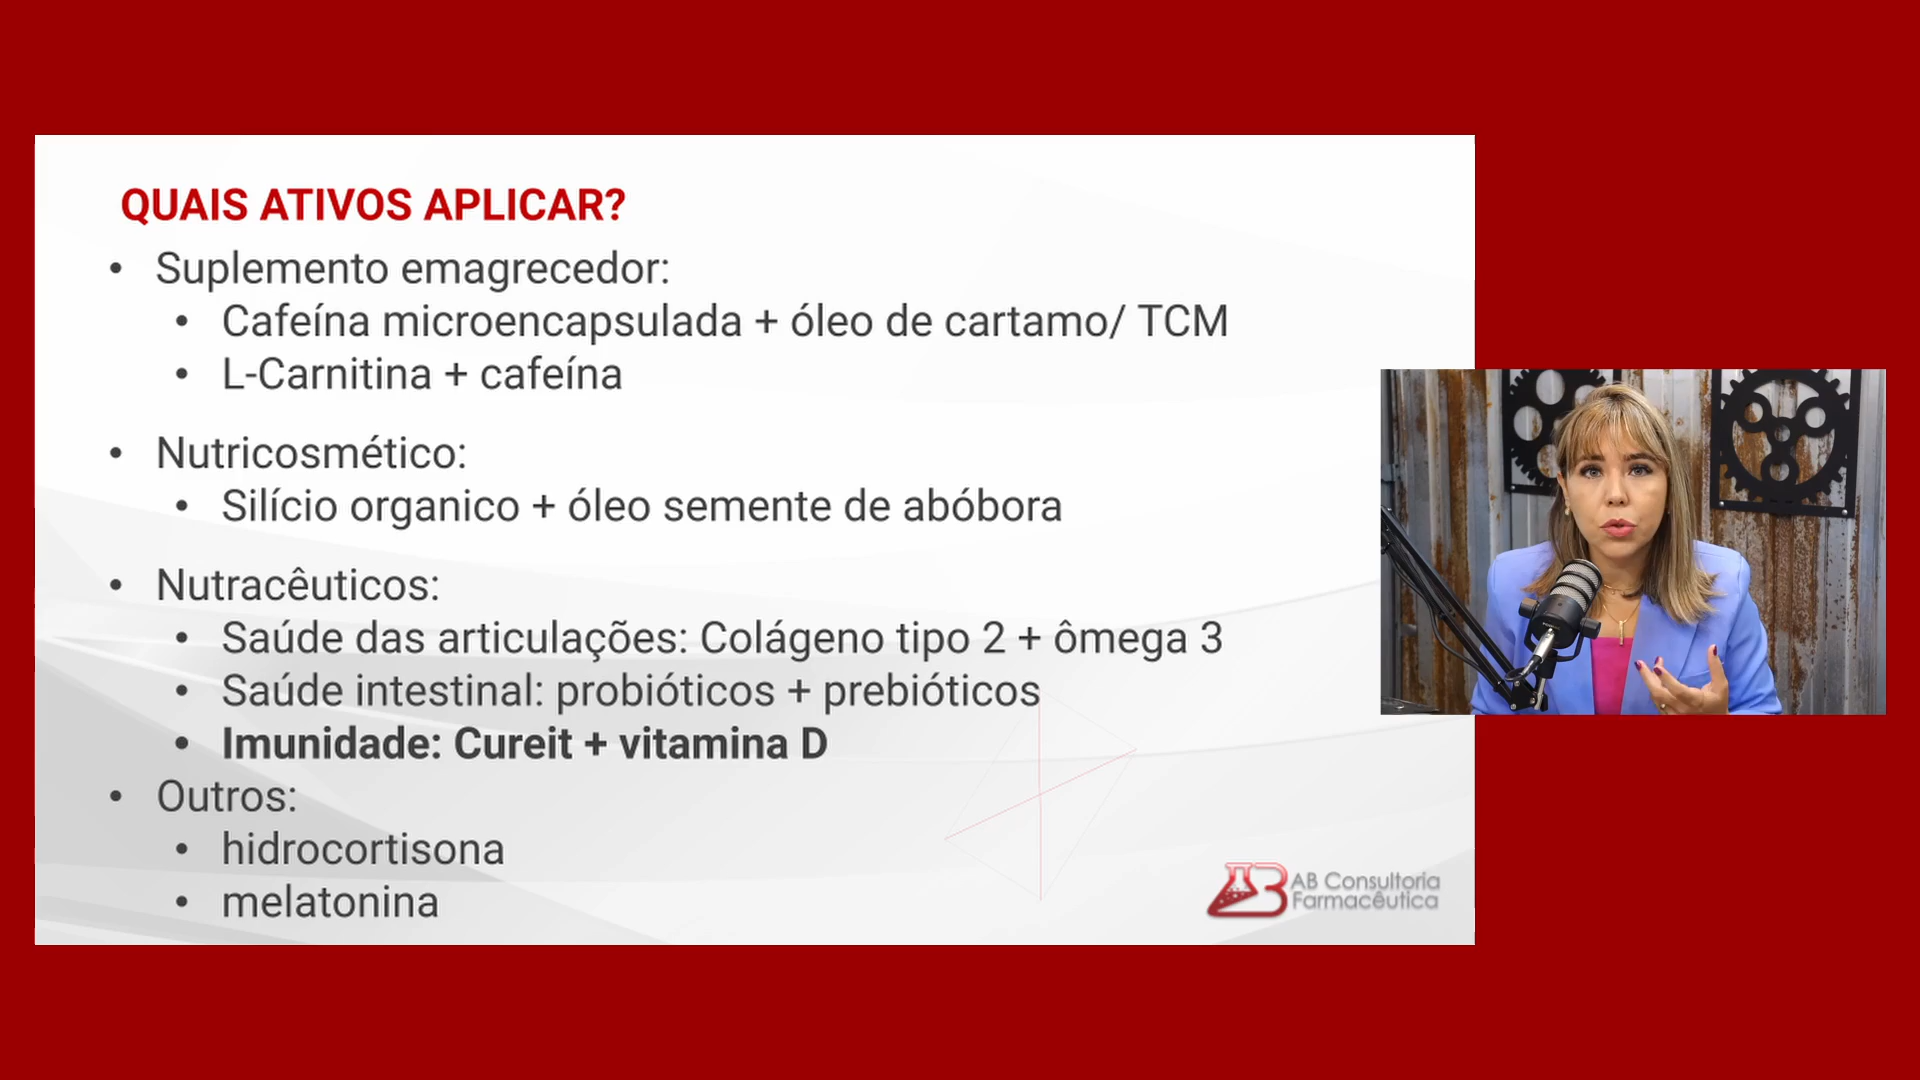 QUAIS ATIVOS APLICAR?
• Suplemento emagrecedor:
• Cafeína microencapsulada + óleo de cartamo/ TCM
• L-Carnitina + cafeína
• Nutricosmético:
• Silício organico + óleo semente de abóbora
• Nutracêuticos:
• Saúde das articulações: Colágeno tipo 2 + ômega 3
• Saúde intestinal: probióticos + prebióticos
• Imunidade: Cureit + vitamina D
• Outros:
• hidrocortisona
• melatonina
AB Consultoria
Farmacêutica